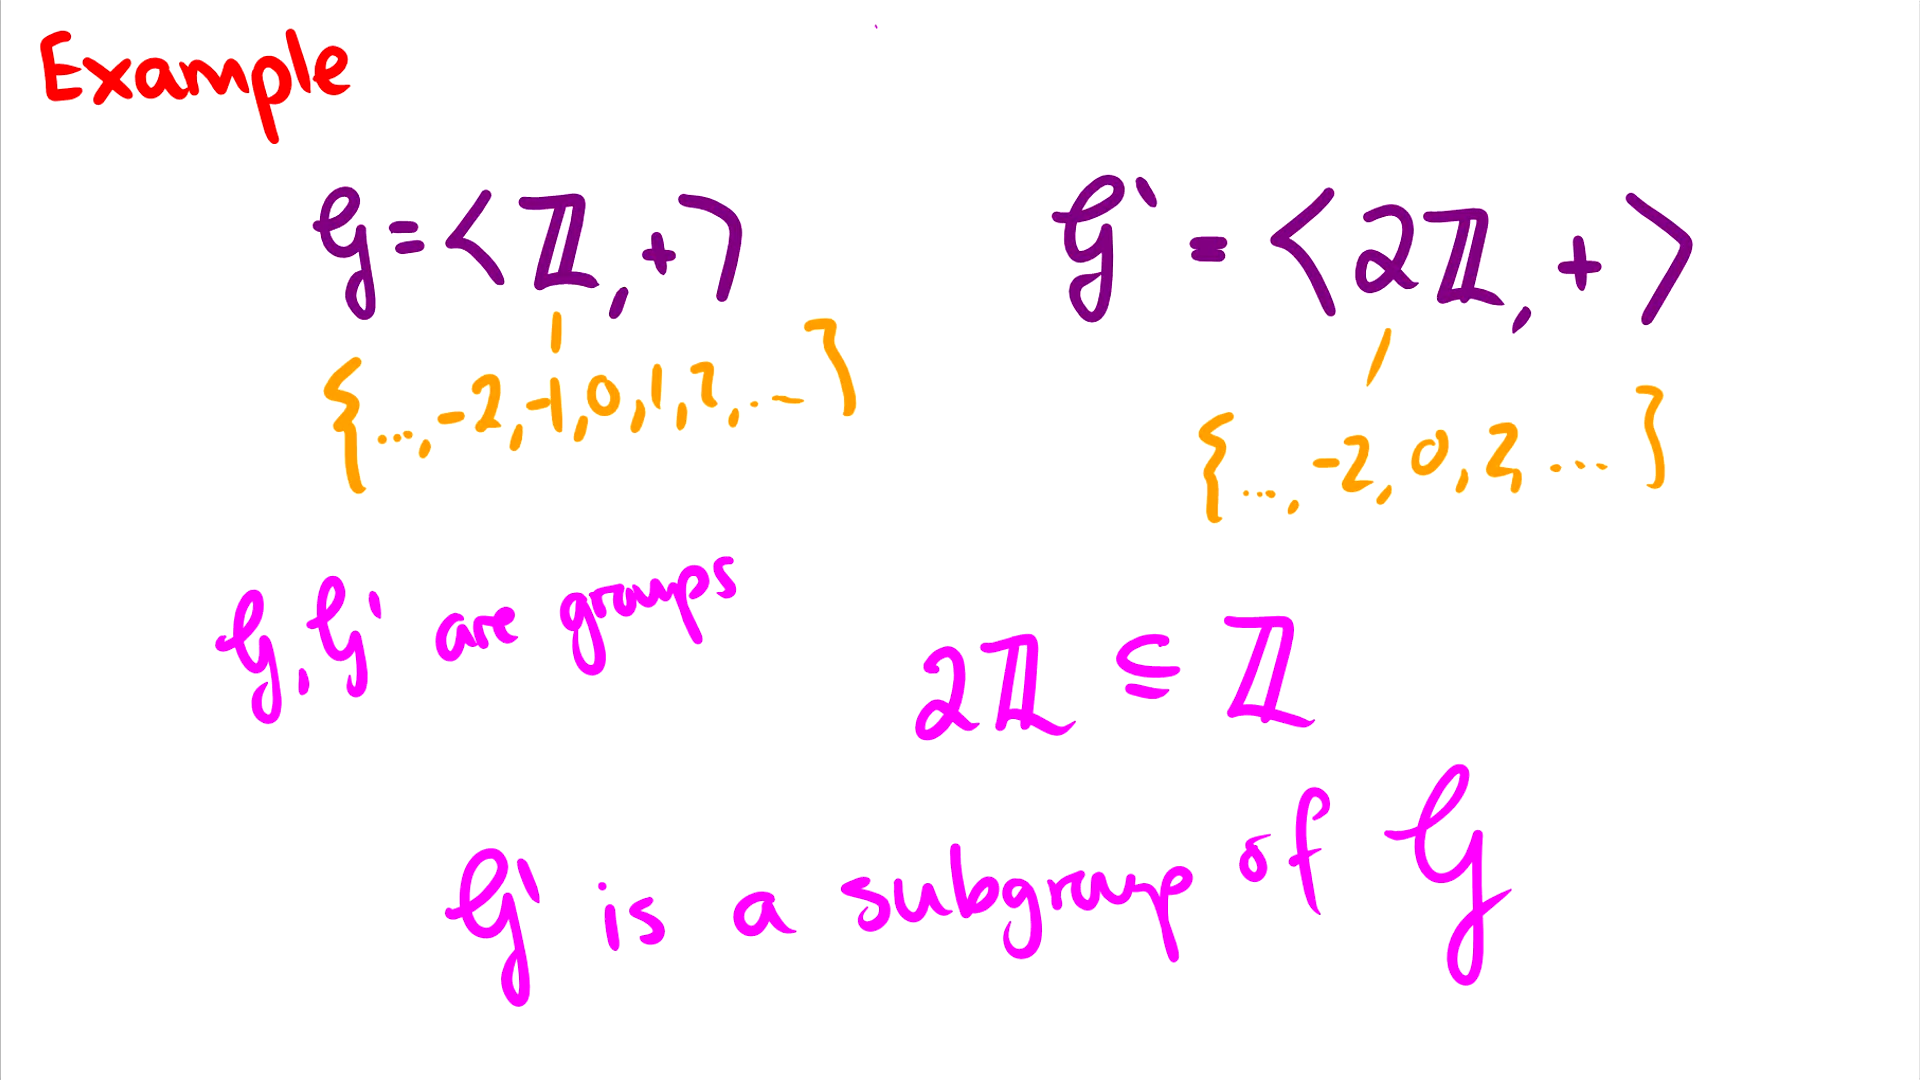 Example
𝒢 = ⟨ℤ, +⟩
𝒢' = ⟨2ℤ, +⟩
{..., -2, -1, 0, 1, 2, ...}
{..., -2, 0, 2, ...}
𝒢, 𝒢' are groups
2ℤ ⊆ ℤ
𝒢' is a subgroup of 𝒢